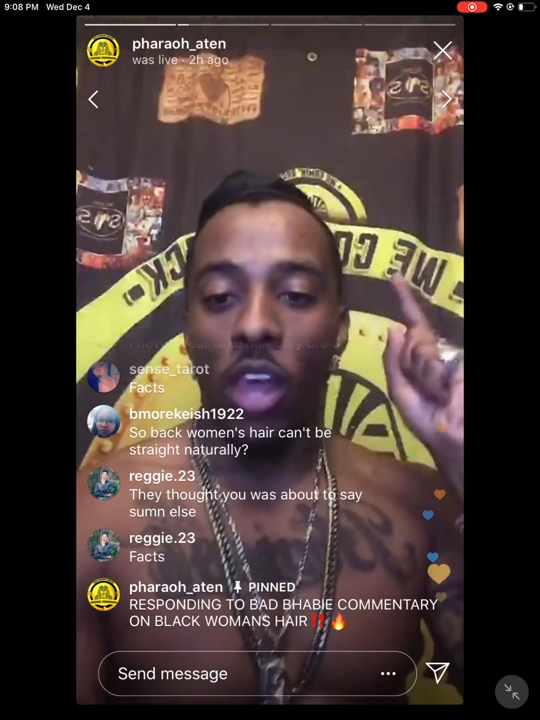 9:08 PM Wed Dec 4
pharaoh_aten
was live · 2h ago
sense_tarot
Facts
bmorekeish1922
So back women's hair can't be
straight naturally?
reggie.23
They thought you was about to say
sumn else
reggie.23
Facts
pharaoh_aten PINNED
RESPONDING TO BAD BHABIE COMMENTARY
ON BLACK WOMANS HAIR‼️🔥
Send message